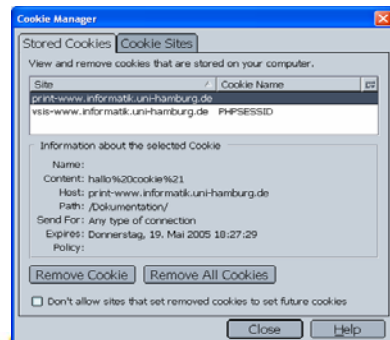 Cookie Manager
Stored Cookies Cookie Sites
View and remove cookies that are stored on your computer.
Site Cookie Name
print-www.informatik.uni-hamburg.de
vsis-www.informatik.uni-hamburg.de PHPSESSID
Information about the selected Cookie
Name:
Content: hallo%20cookie%21
Host: print-www.informatik.uni-hamburg.de
Path: /Dokumentation/
Send For: Any type of connection
Expires: Donnerstag, 19. Mai 2005 18:27:29
Policy:
Remove Cookie Remove All Cookies
Don't allow sites that set removed cookies to set future cookies
Close Help